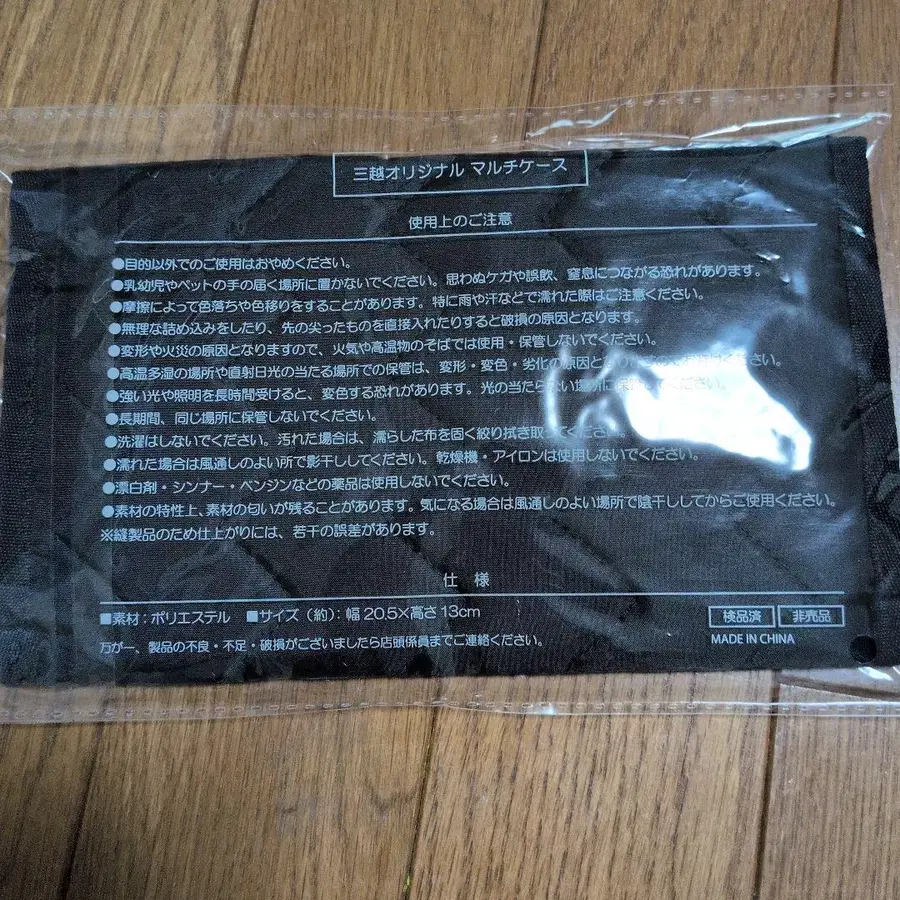 三越オリジナル マルチケース
使用上のご注意
●目的以外でのご使用はおやめください。
●乳幼児やペットの手の届く場所に置かないでください。思わぬケガや誤飲、窒息につながる恐れがあります。
●摩擦によって色落ちや色移りをすることがあります。特に雨や汗などで濡れた際はご注意ください。
●無理な詰め込みをしたり、先の尖ったものを直接入れたりすると破損の原因となります。
●変形や火災の原因となりますので、火気や高温物のそばでは使用・保管しないでください。
●高温多湿の場所や直射日光の当たる場所での保管は、変形・変色・劣化の原因と
●強い光や照明を長時間受けると、変色する恐れがあります。光の当たらない場所に
●長期間、同じ場所に保管しないでください。
●洗濯はしないでください。汚れた場合は、濡らした布を固く絞り拭き取ってください。
●濡れた場合は風通しのよい所で影干ししてください。乾燥機・アイロンは使用しないでください。
●漂白剤・シンナー・ベンジンなどの薬品は使用しないでください。
●素材の特性上、素材の匂いが残ることがあります。気になる場合は風通しのよい場所で陰干ししてからご使用ください。
※縫製品のため仕上がりには、若干の誤差があります。
仕 様
■素材:ポリエステル ■サイズ（約）:幅 20.5×高さ 13cm
検品済 非売品
MADE IN CHINA
万が一、製品の不良・不足・破損がございましたら店頭係員までご連絡ください。